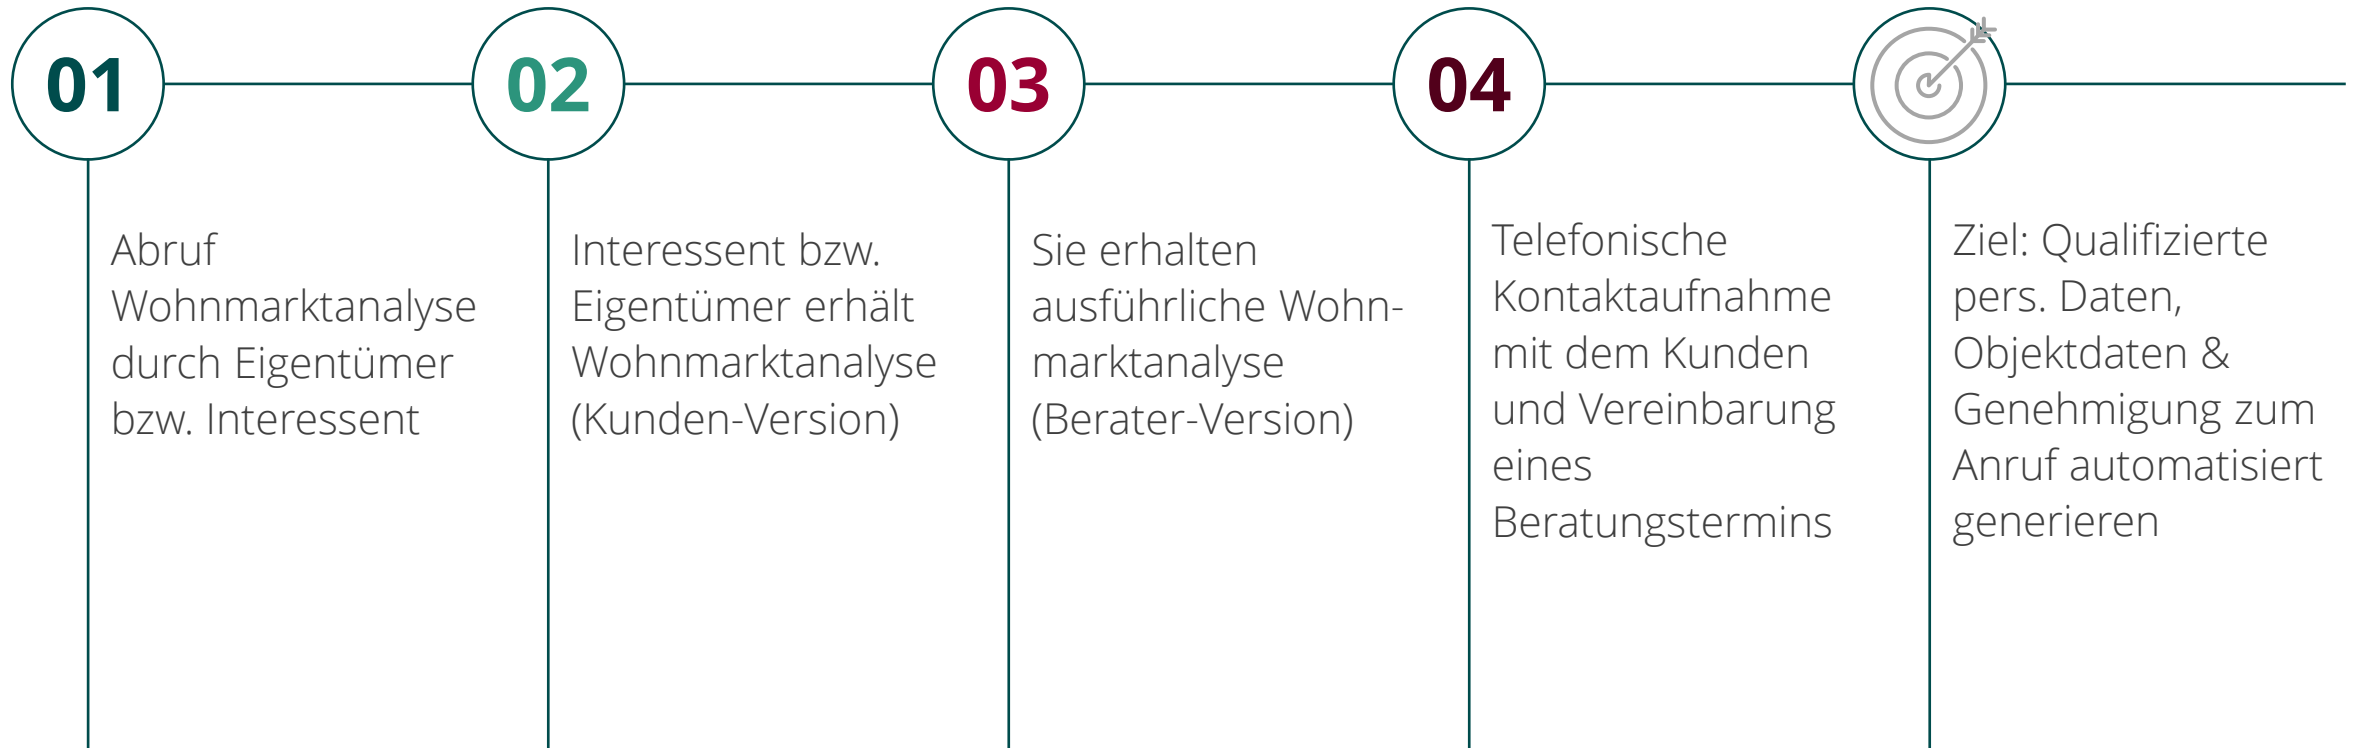 01
Abruf
Wohnmarktanalyse
durch Eigentümer
bzw. Interessent
02
Interessent bzw.
Eigentümer erhält
Wohnmarktanalyse
(Kunden-Version)
03
Sie erhalten
ausführliche Wohn-
marktanalyse
(Berater-Version)
04
Telefonische
Kontaktaufnahme
mit dem Kunden
und Vereinbarung
eines
Beratungstermins
Ziel: Qualifizierte
pers. Daten,
Objektdaten &
Genehmigung zum
Anruf automatisiert
generieren